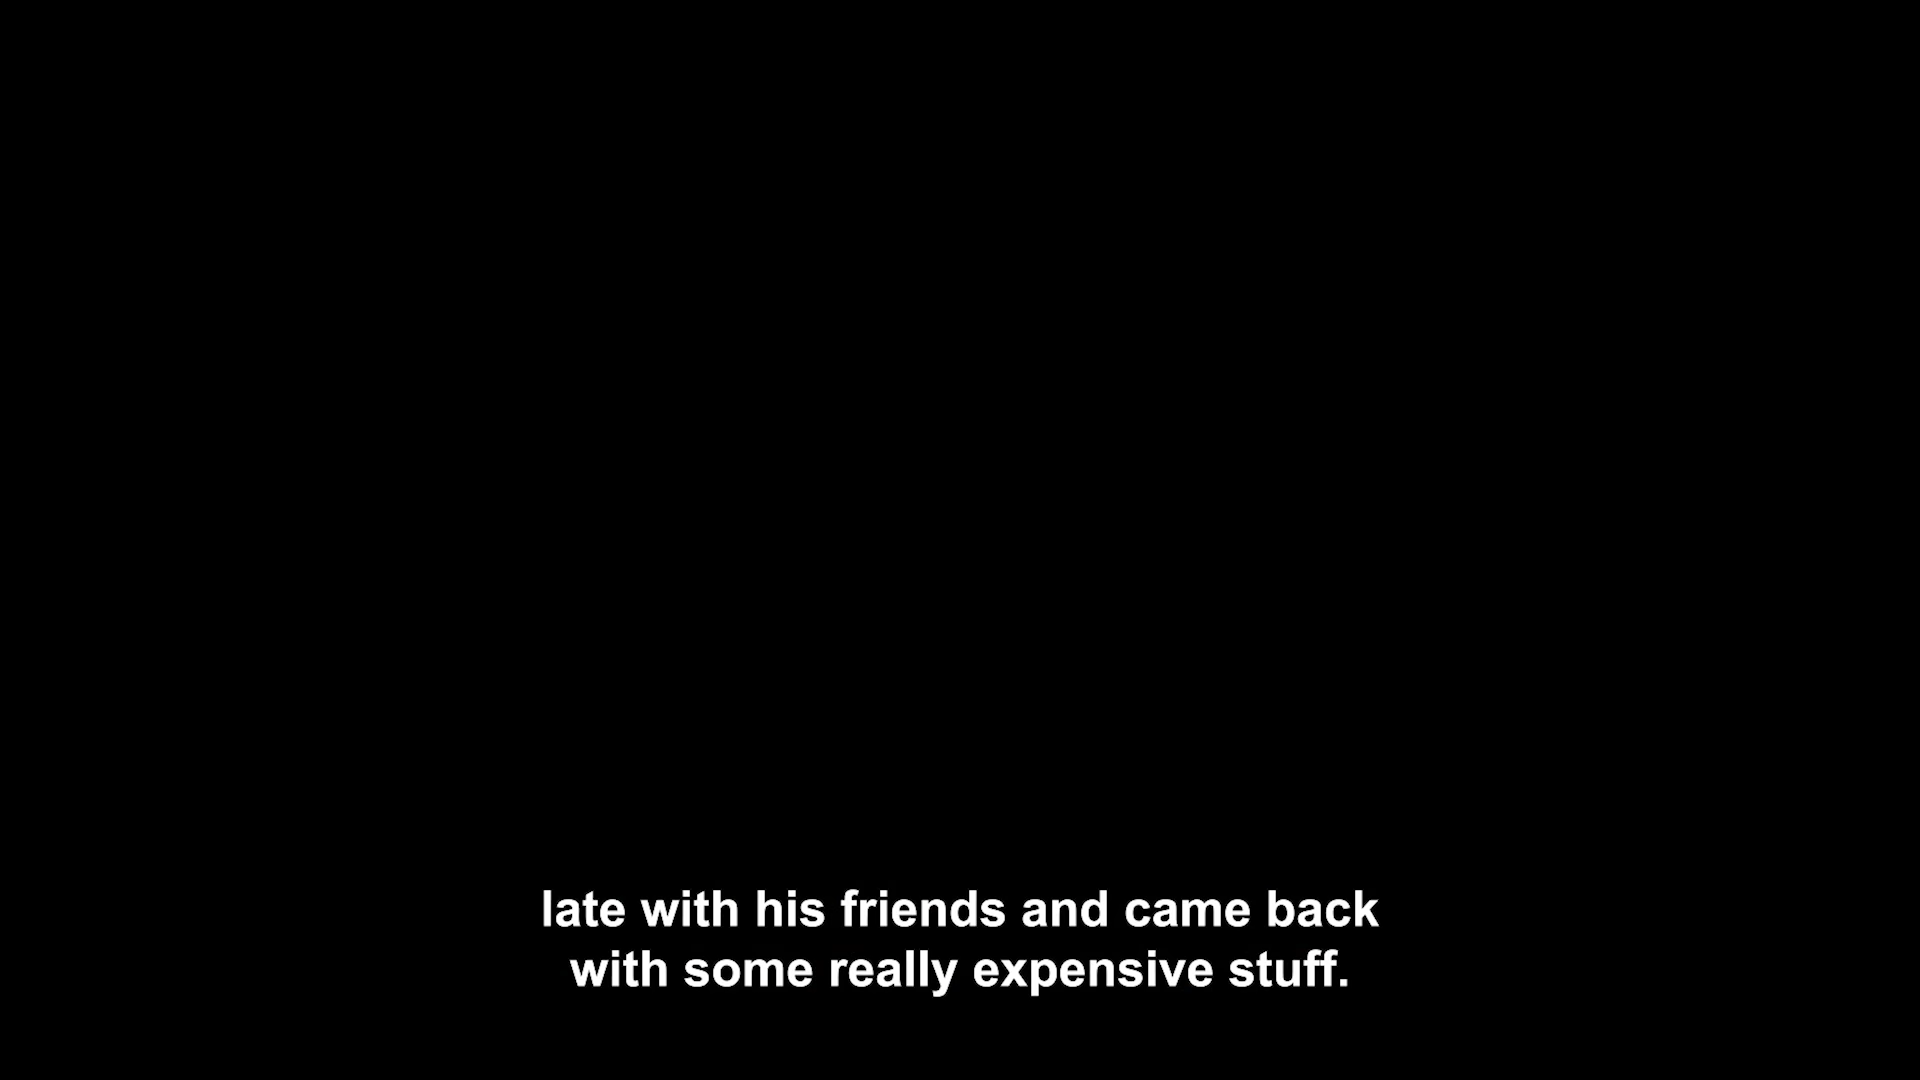 late with his friends and came back
with some really expensive stuff.